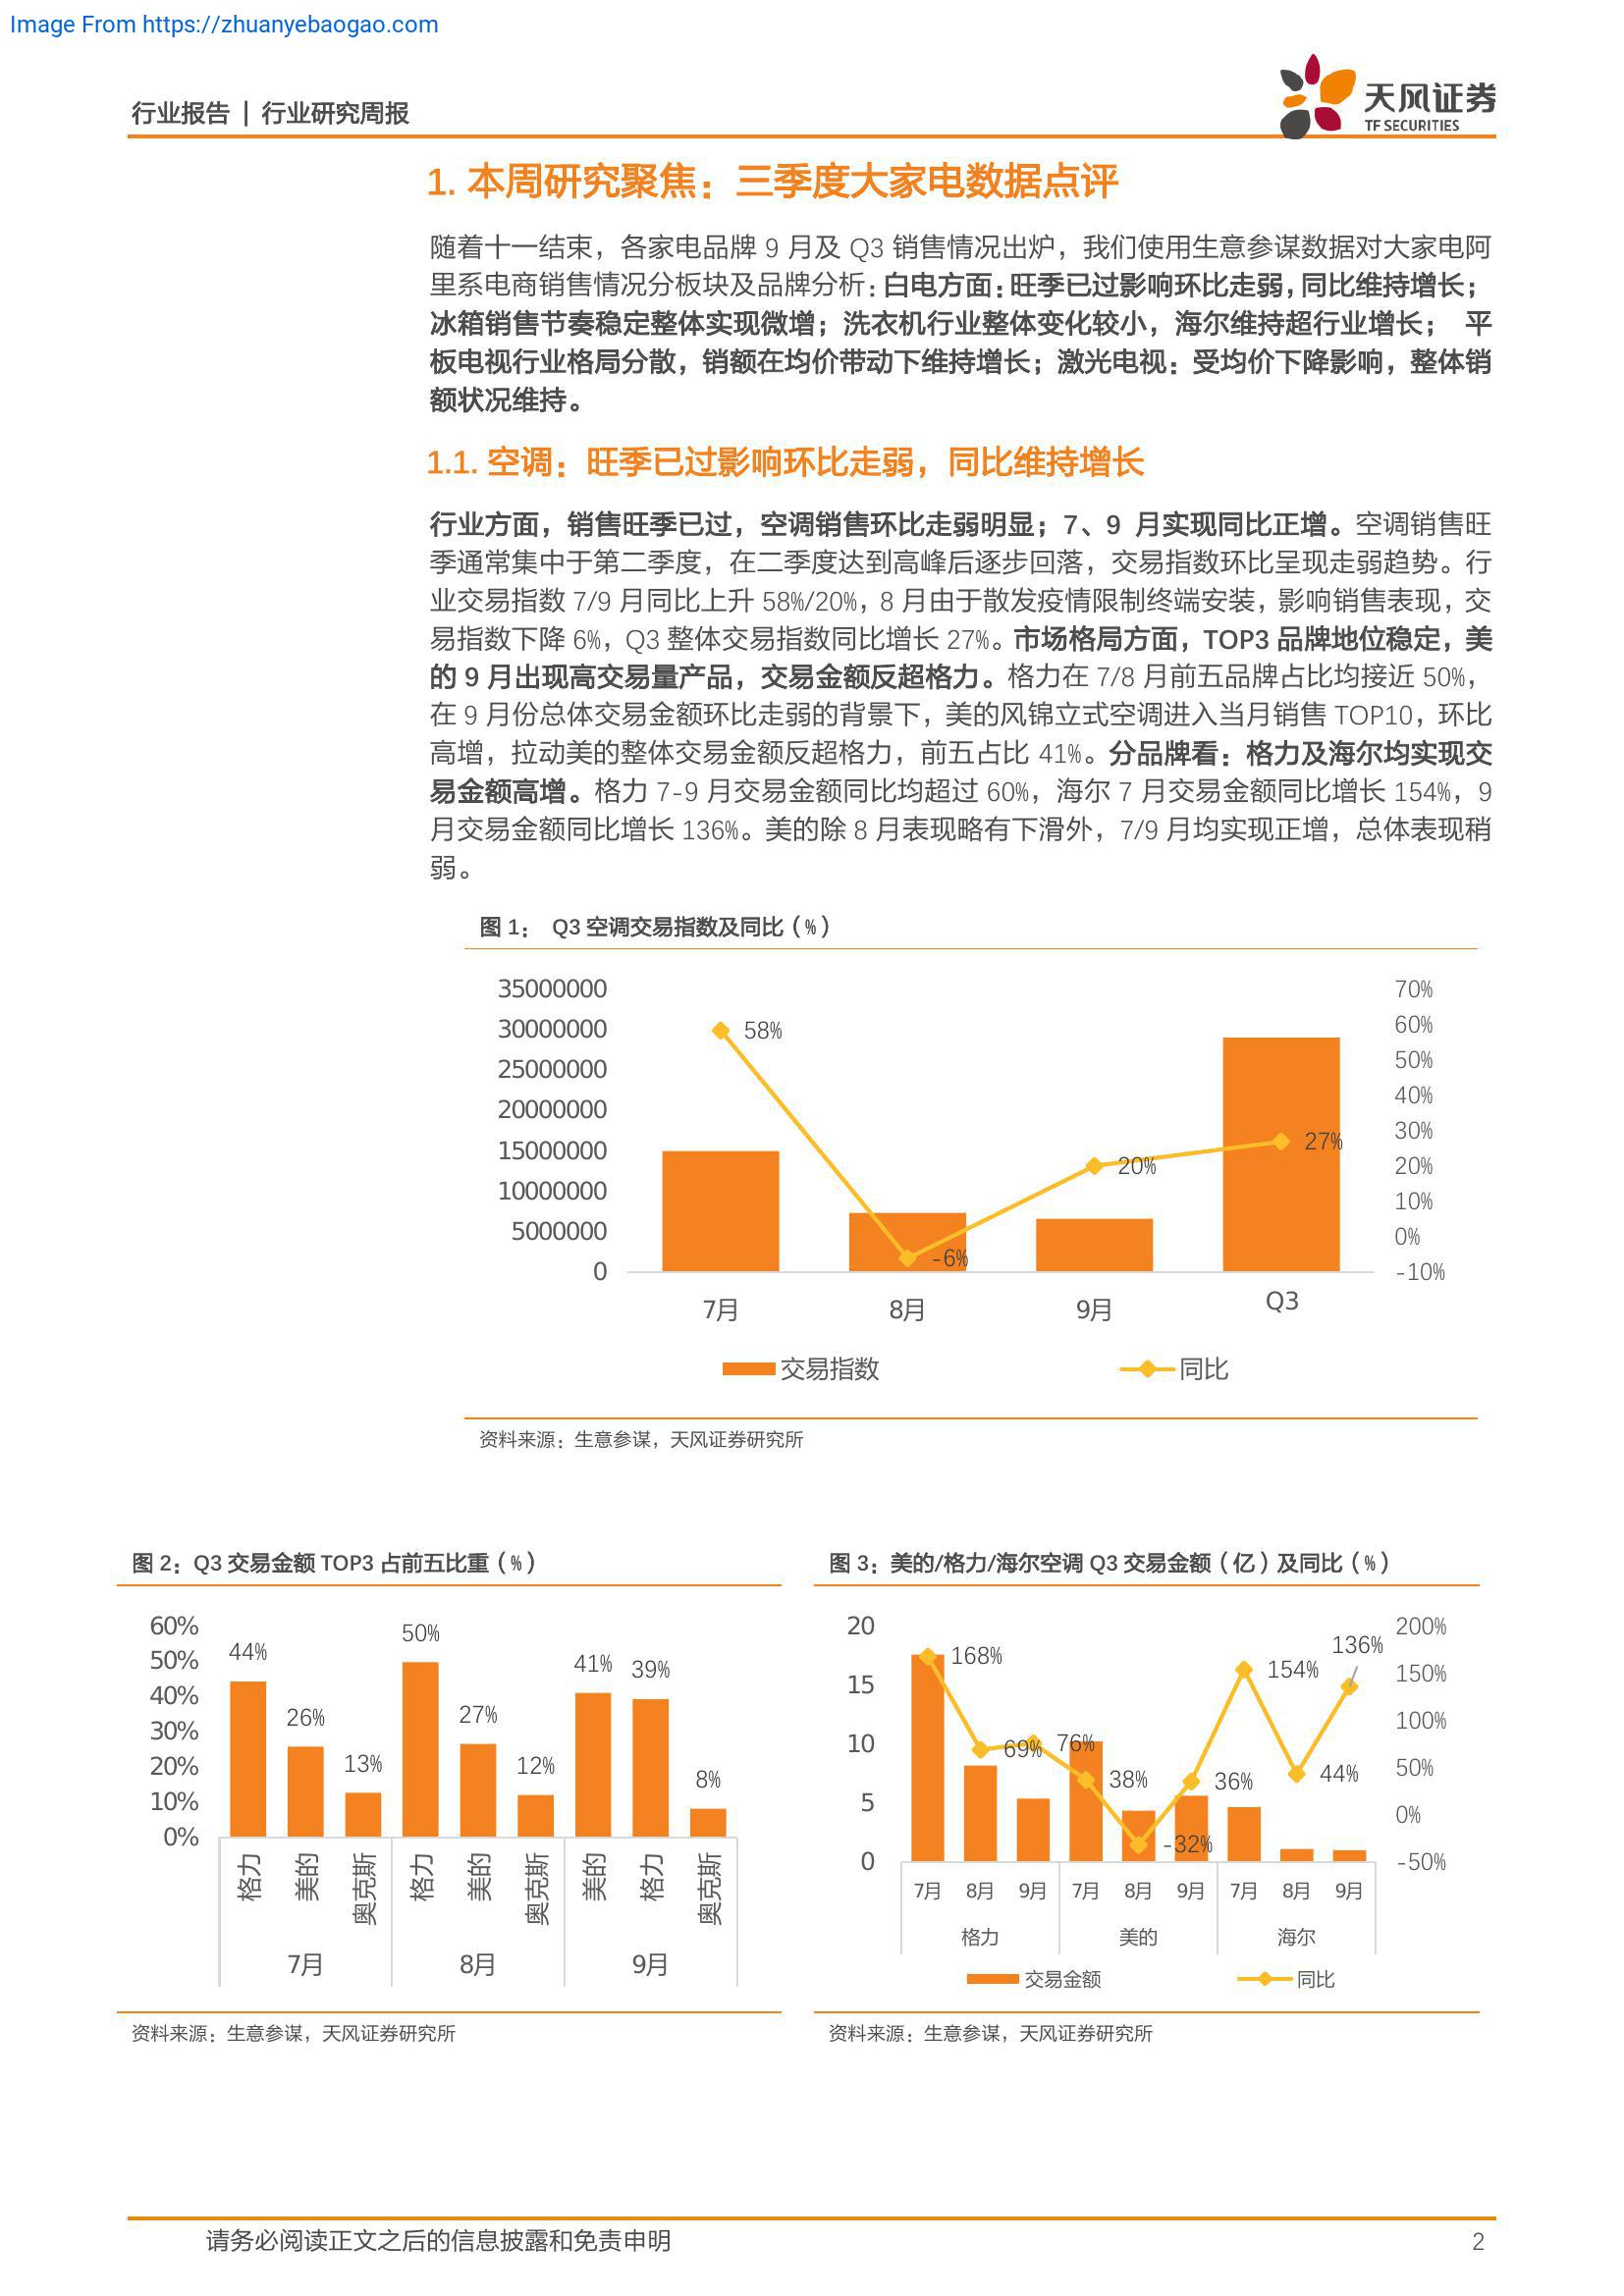 Image From https://zhuanyebaogao.com
行业报告 | 行业研究周报
天风证券
TF SECURITIES
1. 本周研究聚焦：三季度大家电数据点评
随着十一结束，各家电品牌 9 月及 Q3 销售情况出炉，我们使用生意参谋数据对大家电阿
里系电商销售情况分板块及品牌分析：白电方面：旺季已过影响环比走弱，同比维持增长；
冰箱销售节奏稳定整体实现微增；洗衣机行业整体变化较小，海尔维持超行业增长； 平
板电视行业格局分散，销额在均价带动下维持增长；激光电视：受均价下降影响，整体销
额状况维持。
1.1. 空调：旺季已过影响环比走弱，同比维持增长
行业方面，销售旺季已过，空调销售环比走弱明显；7、9 月实现同比正增。空调销售旺
季通常集中于第二季度，在二季度达到高峰后逐步回落，交易指数环比呈现走弱趋势。行
业交易指数 7/9 月同比上升 58%/20%，8 月由于散发疫情限制终端安装，影响销售表现，交
易指数下降 6%，Q3 整体交易指数同比增长 27%。市场格局方面，TOP3 品牌地位稳定，美
的 9 月出现高交易量产品，交易金额反超格力。格力在 7/8 月前五品牌占比均接近 50%，
在 9 月份总体交易金额环比走弱的背景下，美的风锦立式空调进入当月销售 TOP10，环比
高增，拉动美的整体交易金额反超格力，前五占比 41%。分品牌看：格力及海尔均实现交
易金额高增。格力 7-9 月交易金额同比均超过 60%，海尔 7 月交易金额同比增长 154%，9
月交易金额同比增长 136%。美的除 8 月表现略有下滑外，7/9 月均实现正增，总体表现稍
弱。
图 1： Q3 空调交易指数及同比（%）
35000000
30000000
25000000
20000000
15000000
10000000
5000000
0
70%
60%
50%
40%
30%
20%
10%
0%
-10%
58%
-6%
20%
27%
7月 8月 9月 Q3
交易指数 同比
资料来源：生意参谋，天风证券研究所
图 2：Q3 交易金额 TOP3 占前五比重（%）
60%
50%
40%
30%
20%
10%
0%
44% 26% 13% 50% 27% 12% 41% 39% 8%
格力 美的 奥克斯 格力 美的 奥克斯 美的 格力 奥克斯
7月 8月 9月
资料来源：生意参谋，天风证券研究所
图 3：美的/格力/海尔空调 Q3 交易金额（亿）及同比（%）
20
15
10
5
0
200%
150%
100%
50%
0%
-50%
168% 69% 76% 38% -32% 36% 154% 44% 136%
7月 8月 9月 7月 8月 9月 7月 8月 9月
格力 美的 海尔
交易金额 同比
资料来源：生意参谋，天风证券研究所
请务必阅读正文之后的信息披露和免责申明 2